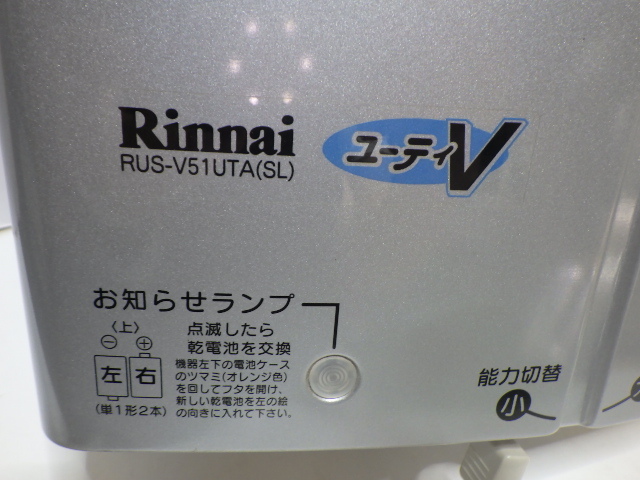 Rinnai
RUS-V51UTA(SL)
ユーティV
お知らせランプ
〈上〉
⊖ ⊕
左 右
(単1形2本)
点滅したら
乾電池を交換
機器左下の電池ケース
のツマミ(オレンジ色)
を回してフタを開け、
新しい乾電池を左の絵
の向きに入れて下さい。
能力切替
小